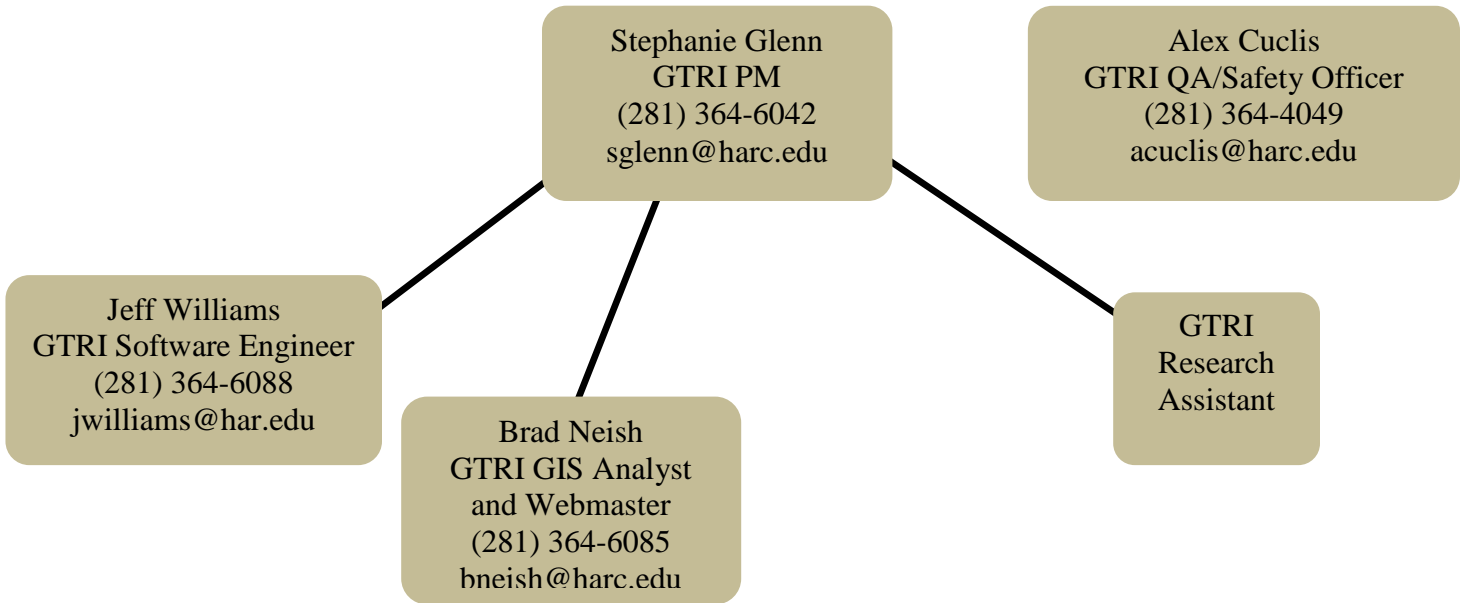 Stephanie Glenn
GTRI PM
(281) 364-6042
sglenn@harc.edu
Alex Cuclis
GTRI QA/Safety Officer
(281) 364-4049
acuclis@harc.edu
Jeff Williams
GTRI Software Engineer
(281) 364-6088
jwilliams@har.edu
Brad Neish
GTRI GIS Analyst
and Webmaster
(281) 364-6085
bneish@harc.edu
GTRI
Research
Assistant